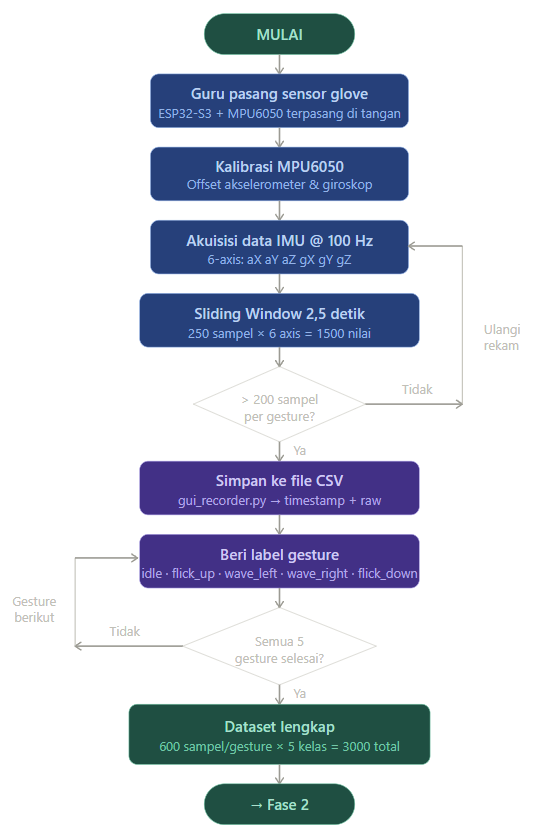 MULAI
Guru pasang sensor glove
ESP32-S3 + MPU6050 terpasang di tangan
Kalibrasi MPU6050
Offset akselerometer & giroskop
Akuisisi data IMU @ 100 Hz
6-axis: aX aY aZ gX gY gZ
Sliding Window 2,5 detik
250 sampel × 6 axis = 1500 nilai
Ulangi
rekam
> 200 sampel
per gesture?
Tidak
Ya
Simpan ke file CSV
gui_recorder.py → timestamp + raw
Beri label gesture
idle · flick_up · wave_left · wave_right · flick_down
Gesture
berikut
Tidak
Semua 5
gesture selesai?
Ya
Dataset lengkap
600 sampel/gesture × 5 kelas = 3000 total
→ Fase 2